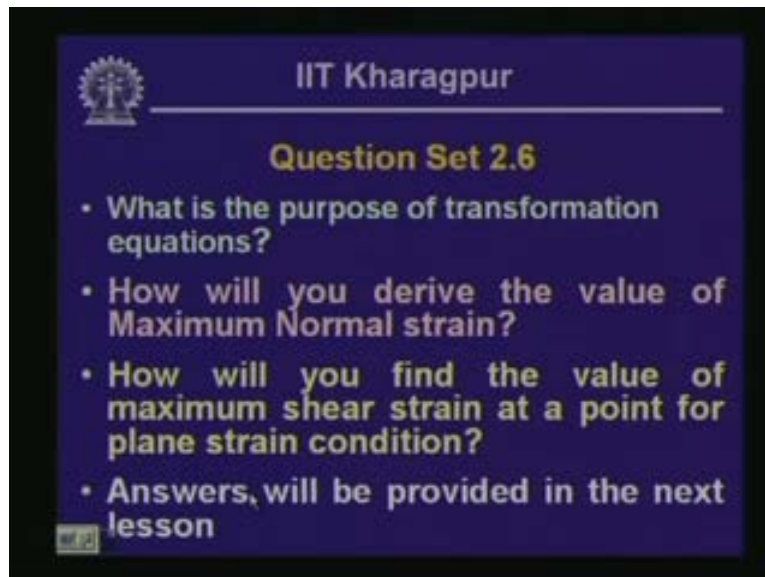 IIT Kharagpur
Question Set 2.6
• What is the purpose of transformation
equations?
• How will you derive the value of
Maximum Normal strain?
• How will you find the value of
maximum shear strain at a point for
plane strain condition?
• Answers will be provided in the next
lesson